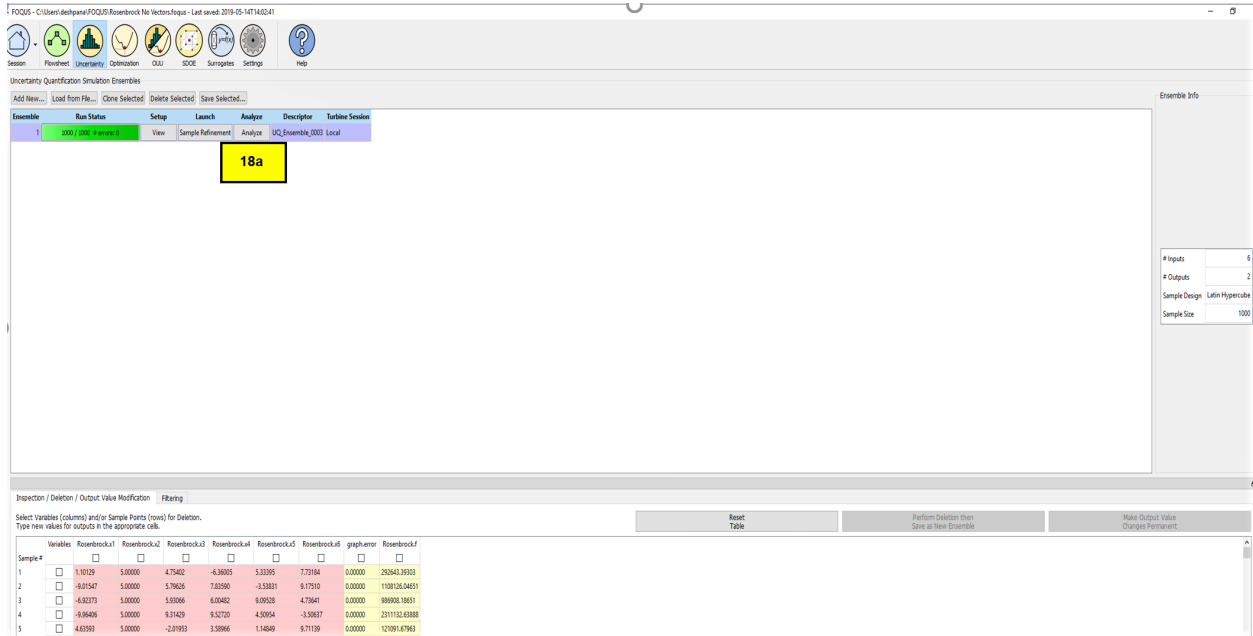 FOQUS - C:\Users\deshpana\FOQUS\Rosenbrock No Vectors.foqus - Last saved: 2019-05-14T14:02:41
y=f(x)
Session Flowsheet Uncertainty Optimization OUU SDOE Surrogates Settings Help
Uncertainty Quantification Simulation Ensembles
Add New... Load from File... Clone Selected Delete Selected Save Selected...
Ensemble Run Status Setup Launch Analyze Descriptor Turbine Session
1 1000 / 1000 # errors: 0 View Sample Refinement Analyze UQ_Ensemble_0003 Local
18a
Ensemble Info
# Inputs 6
# Outputs 2
Sample Design Latin Hypercube
Sample Size 1000
Inspection / Deletion / Output Value Modification Filtering
Select Variables (columns) and/or Sample Points (rows) for Deletion.
Type new values for outputs in the appropriate cells.
Reset
Table
Perform Deletion then
Save as New Ensemble
Make Output Value
Changes Permanent
Variables Rosenbrock.x1 Rosenbrock.x2 Rosenbrock.x3 Rosenbrock.x4 Rosenbrock.x5 Rosenbrock.x6 graph.error Rosenbrock.f
Sample #
1 1.10129 5.00000 4.75402 -6.36005 5.33395 7.73184 0.00000 292643.39303
2 -9.01547 5.00000 5.79626 7.83590 -3.53831 9.17510 0.00000 1108126.04651
3 -6.92373 5.00000 5.93066 6.00482 9.09528 4.73641 0.00000 986908.18651
4 -9.96406 5.00000 9.31429 9.52720 4.50954 -3.50637 0.00000 2311132.63888
5 4.63593 5.00000 -2.01953 3.58966 1.14849 9.71139 0.00000 121091.67963